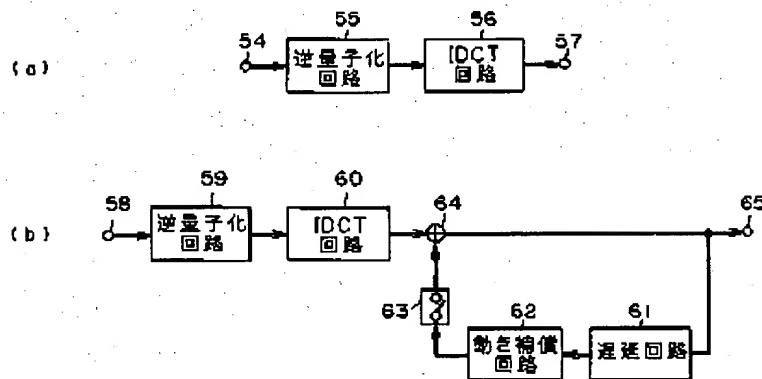 (a)
54
55
逆量子化
回路
56
IDCT
回路
57
(b)
58
59
逆量子化
回路
60
IDCT
回路
64
65
63
62
動き補償
回路
61
遅延回路